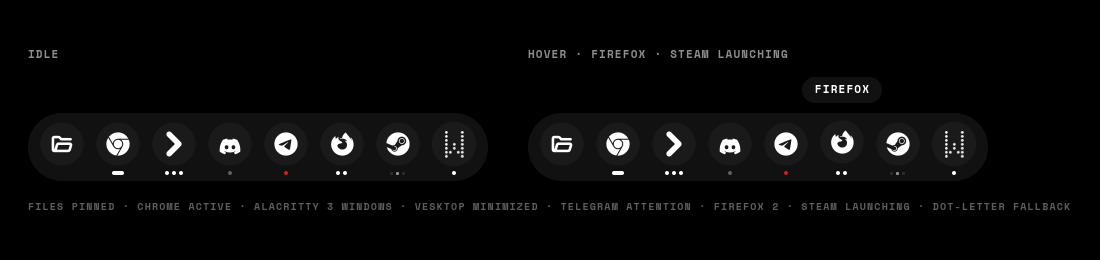 IDLE
HOVER · FIREFOX · STEAM LAUNCHING
FIREFOX
W
W
FILES PINNED · CHROME ACTIVE · ALACRITTY 3 WINDOWS · VESKTOP MINIMIZED · TELEGRAM ATTENTION · FIREFOX 2 · STEAM LAUNCHING · DOT-LETTER FALLBACK